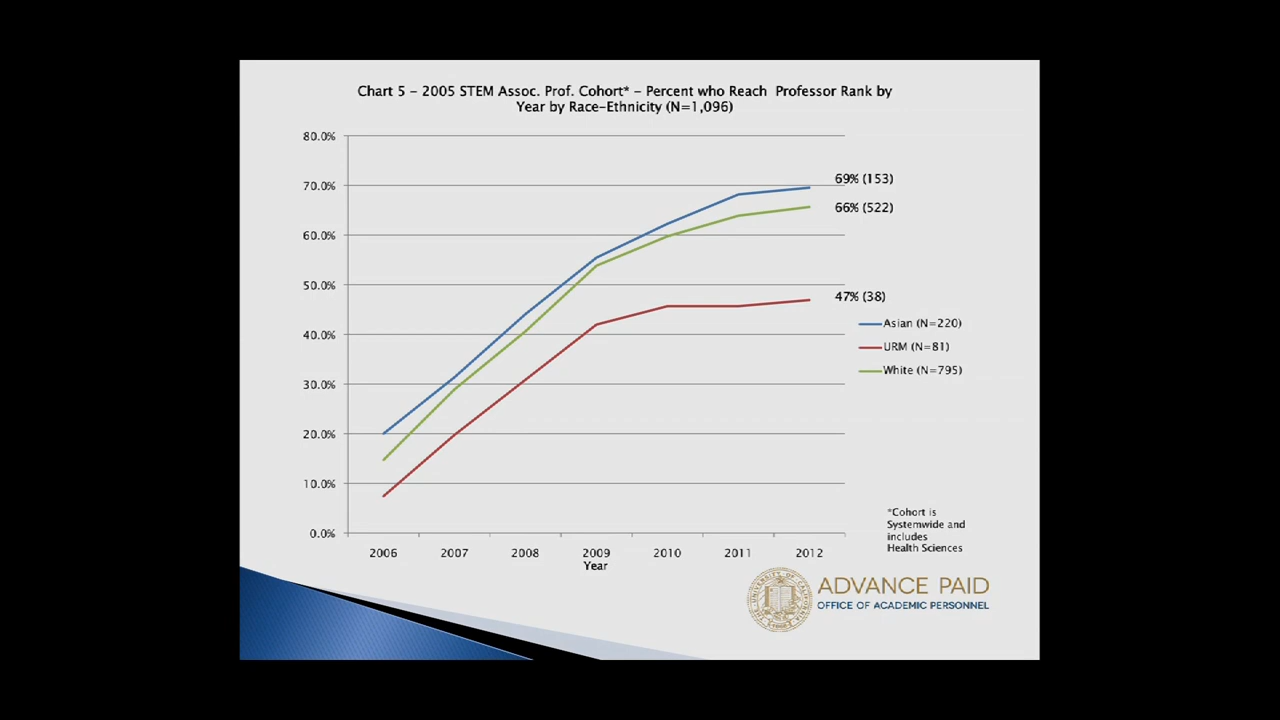 Chart 5 – 2005 STEM Assoc. Prof. Cohort* – Percent who Reach Professor Rank by
Year by Race-Ethnicity (N=1,096)
80.0%
70.0%
60.0%
50.0%
40.0%
30.0%
20.0%
10.0%
0.0%
69% (153)
66% (522)
47% (38)
Asian (N=220)
URM (N=81)
White (N=795)
2006 2007 2008 2009 2010 2011 2012
Year
*Cohort is
Systemwide and
includes
Health Sciences
ADVANCE PAID
OFFICE OF ACADEMIC PERSONNEL